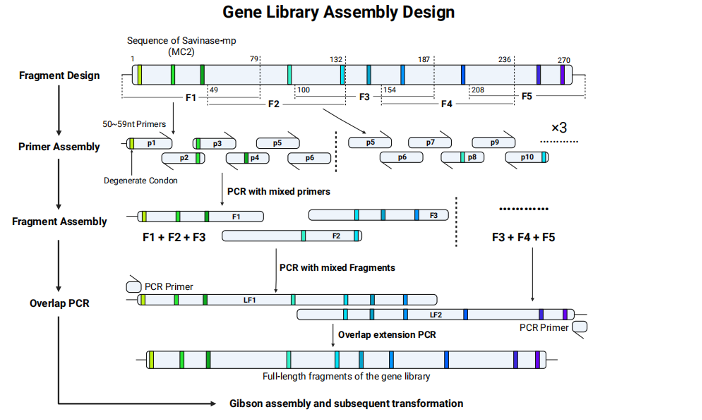 Gene Library Assembly Design
Sequence of Savinase-mp
(MC2)
1 79 132 187 236 270
Fragment Design
49 100 154 208
F1 F2 F3 F4 F5
50~59nt Primers
×3
Primer Assembly
p1 p3 p5 p5 p7 p9 ............
p2 p4 p6 p6 p8 p10
Degenerate Condon
PCR with mixed primers
Fragment Assembly
F1 F3 ............
F2
F1 + F2 + F3 F3 + F4 + F5
PCR with mixed Fragments
PCR Primer
Overlap PCR
LF1
LF2
PCR Primer
Overlap extension PCR
Full-length fragments of the gene library
Gibson assembly and subsequent transformation